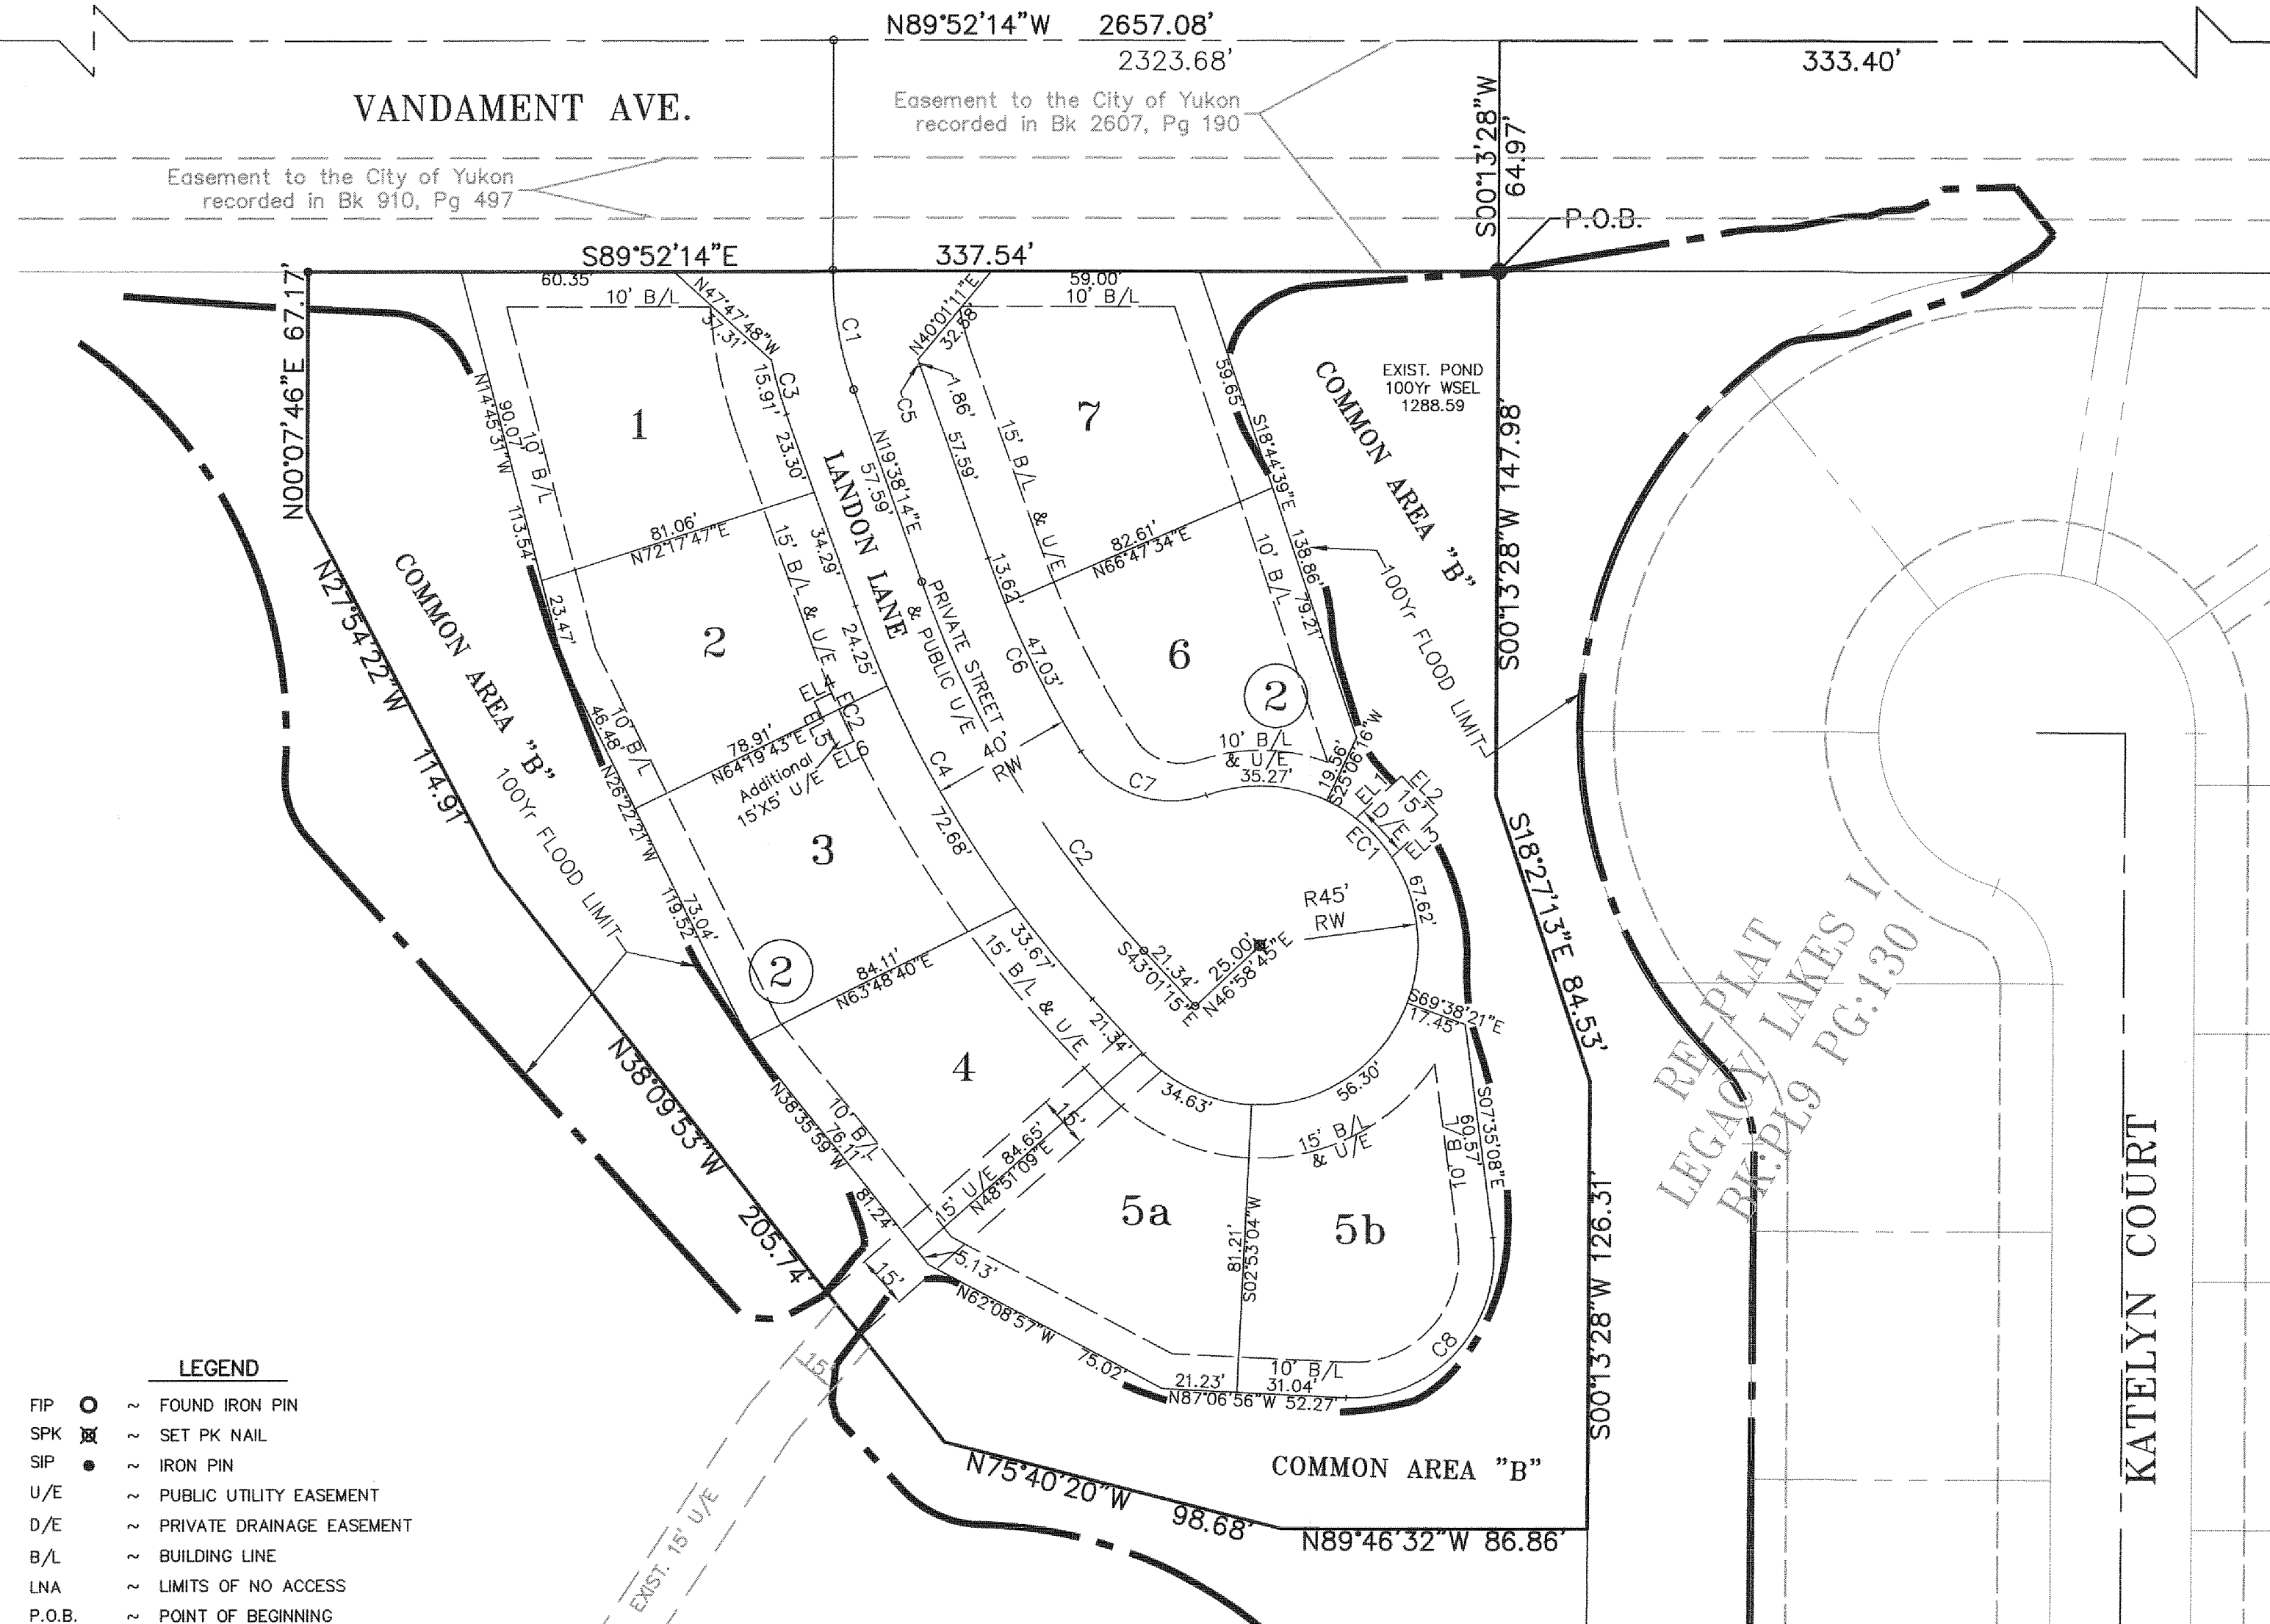 N89°52'14"W 2657.08'
2323.68'
333.40'
VANDAMENT AVE.
Easement to the City of Yukon
recorded in Bk 2607, Pg 190
Easement to the City of Yukon
recorded in Bk 910, Pg 497
S00°13'28"W
64.97'
P.O.B.
S89°52'14"E 337.54'
60.35'
10' B/L
N47°47'48"W
37.31'
C1
N40°01'11"E
32.58'
59.00'
10' B/L
N00°07'46"E 67.17'
N14°45'31"W
90.07'
10' B/L
113.54'
1
15.91'
C3
23.30'
C5
1.86'
57.59'
N19°38'14"E
57.59'
15' B/L
& U/E
7
59.65'
S18°44'39"E
138.86'
COMMON AREA "B"
EXIST. POND
100Yr WSEL
1288.59
S00°13'28"W 147.98'
LANDON LANE
PRIVATE STREET
& PUBLIC U/E
81.06'
N72°17'47"E
34.29'
15' B/L & U/E
13.62'
82.61'
N66°47'34"E
10' B/L
79.21'
100Yr FLOOD LIMIT
N27°54'22"W
114.91'
COMMON AREA "B"
23.47'
2
24.25'
EL4
EC2
EL5
EL6
C6
47.03'
6
2
46.48'
10' B/L
78.91'
N64°19'43"E
Additional
15'X5' U/E
C4
40'
RW
10' B/L
& U/E
35.27'
C7
19.56'
S25°06'16"W
EL1
EL2
15'
D/E
EL3
EC1
N26°22'21"W
119.52'
73.04'
100Yr FLOOD LIMIT
3
72.68'
C2
67.62'
R45'
RW
S18°27'13"E 84.53'
2
84.11'
N63°48'40"E
33.67'
15' B/L & U/E
21.34'
S43°01'15"E
25.00'
N46°58'45"E
S69°38'21"E
17.45'
RE-PLAT
LEGACY LAKES I
BK:PL9 PG:130
N38°09'53"W
205.74'
4
21.34'
15'
34.63'
56.30'
N38°35'59"W
10' B/L
76.11'
81.24'
15' U/E 84.65'
N48°51'09"E
15' B/L
& U/E
10' B/L
60.57'
S07°35'08"E
5a
5b
81.21'
S02°53'04"W
S00°13'28"W 126.31'
KATELYN COURT
15'
5.13'
N62°08'57"W
75.02'
C8
10' B/L
21.23'
31.04'
N87°06'56"W 52.27'
15'
EXIST. 15' U/E
COMMON AREA "B"
N75°40'20"W 98.68'
N89°46'32"W 86.86'
LEGEND
FIP ~ FOUND IRON PIN
SPK ~ SET PK NAIL
SIP ~ IRON PIN
U/E ~ PUBLIC UTILITY EASEMENT
D/E ~ PRIVATE DRAINAGE EASEMENT
B/L ~ BUILDING LINE
LNA ~ LIMITS OF NO ACCESS
P.O.B. ~ POINT OF BEGINNING